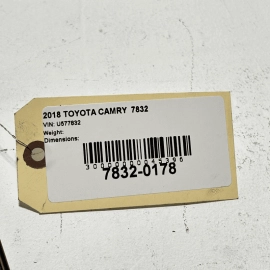 2018 TOYOTA CAMRY 7832
VIN: U577832
Weight:
Dimensions:
7832-0178